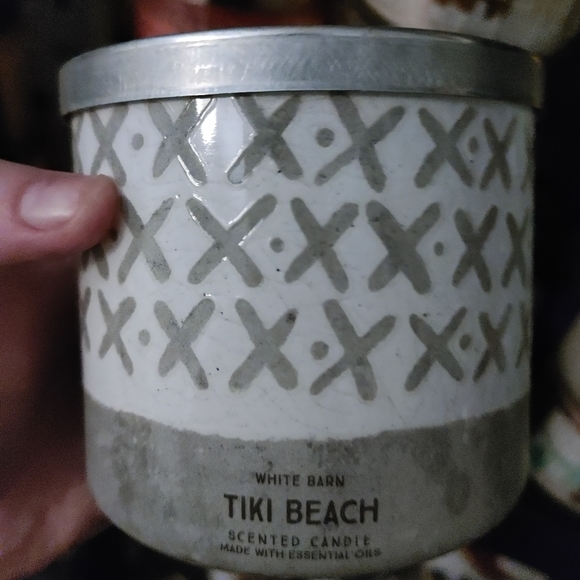 WHITE BARN
TIKI BEACH
SCENTED CANDLE
MADE WITH ESSENTIAL OILS